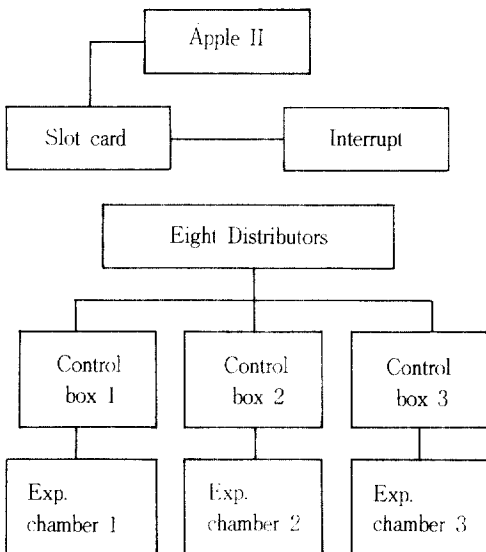 Apple II
Slot card
Interrupt
Eight Distributors
Control
box 1
Control
box 2
Control
box 3
Exp.
chamber 1
Exp.
chamber 2
Exp.
chamber 3